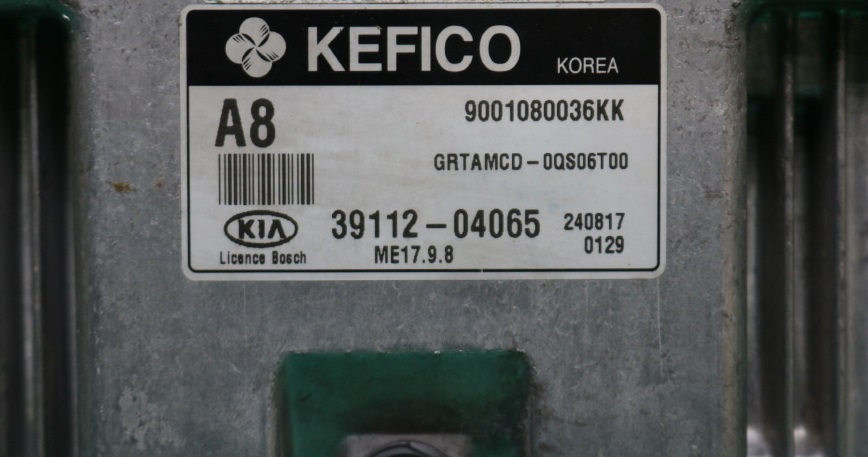 KEFICO KOREA
A8 9001080036KK
GRTAMCD-0QS06T00
KIA 39112-04065 240817
Licence Bosch ME17.9.8 0129